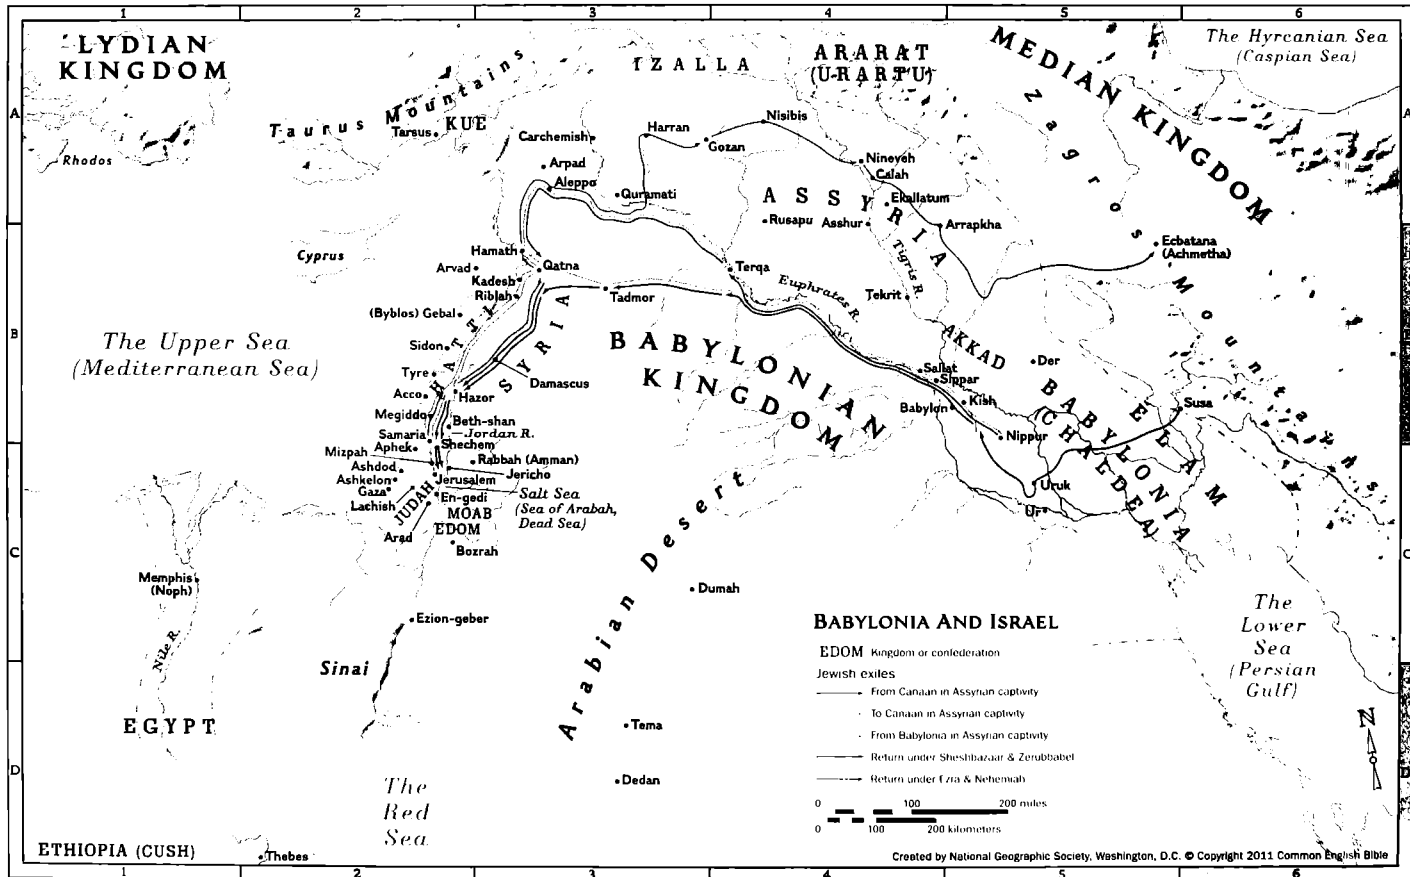 1 2 3 4 5 6
LYDIAN
KINGDOM
Taurus Mountains
IZALLA
ARARAT
(URARTU)
MEDIAN KINGDOM
The Hyrcanian Sea
(Caspian Sea)
Zagros Mountains
A
A
Tarsus
KUE
Rhodos
Carchemish
Harran
Nisibis
Gozan
Arpad
Aleppo
Quramati
Nineveh
Calah
ASSYRIA
Ekallatum
Rusapu
Asshur
Arrapkha
Tigris R.
Ecbatana
(Achmetha)
Cyprus
Hamath
Arvad
Qatna
Kadesh
Riblah
(Byblos) Gebal
Terqa
Tadmor
Euphrates R.
Tekrit
HATTI
SYRIA
B
The Upper Sea
(Mediterranean Sea)
Sidon
Tyre
Damascus
Acco
Hazor
BABYLONIAN
KINGDOM
AKKAD
Der
Sallat
Sippar
Babylon
Kish
Nippur
BABYLONIA
(CHALDEA)
ELAM
Susa
Megiddo
Beth-shan
Jordan R.
Samaria
Aphek
Shechem
Mizpah
Rabbah (Amman)
Ashdod
Jericho
Ashkelon
Jerusalem
Gaza
En-gedi
Lachish
JUDAH
Salt Sea
(Sea of Arabah,
Dead Sea)
MOAB
EDOM
Arad
Bozrah
Uruk
Ur
C
C
Arabian Desert
Memphis
(Noph)
Nile R.
Dumah
Ezion-geber
Sinai
The
Lower
Sea
(Persian
Gulf)
EGYPT
Tema
Dedan
D
The
Red
Sea
ETHIOPIA (CUSH)
Thebes
BABYLONIA AND ISRAEL
EDOM Kingdom or confederation
Jewish exiles
From Canaan in Assyrian captivity
To Canaan in Assyrian captivity
From Babylonia in Assyrian captivity
Return under Sheshbazaar & Zerubbabel
Return under Ezra & Nehemiah
0 100 200 miles
0 100 200 kilometers
N
Created by National Geographic Society, Washington, D.C. © Copyright 2011 Common English Bible
1 2 3 4 5 6